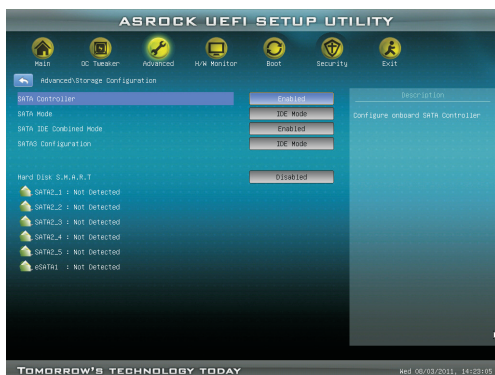 ASROCK UEFI SETUP UTILITY
Main OC Tweaker Advanced H/W Monitor Boot Security Exit
Advanced\Storage Configuration
Description
SATA Controller Enabled
SATA Mode IDE Mode
Configure onboard SATA Controller
SATA IDE Combined Mode Enabled
SATA3 Configuration IDE Mode
Hard Disk S.M.A.R.T Disabled
SATA2_1 : Not Detected
SATA2_2 : Not Detected
SATA2_3 : Not Detected
SATA2_4 : Not Detected
SATA2_5 : Not Detected
eSATA1 : Not Detected
TOMORROW'S TECHNOLOGY TODAY
Wed 08/03/2011, 14:23:05